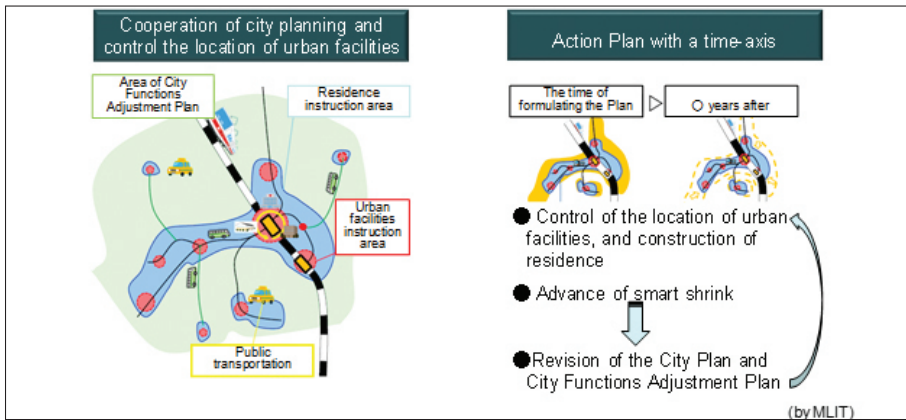 Cooperation of city planning and
control the location of urban facilities
Area of City
Functions
Adjustment Plan
Residence
instruction area
Urban
facilities
instruction
area
Public
transportation
Action Plan with a time-axis
The time of
formulating the Plan
○ years after
● Control of the location of urban
facilities, and construction of
residence
● Advance of smart shrink
● Revision of the City Plan and
City Functions Adjustment Plan
(by MLIT)